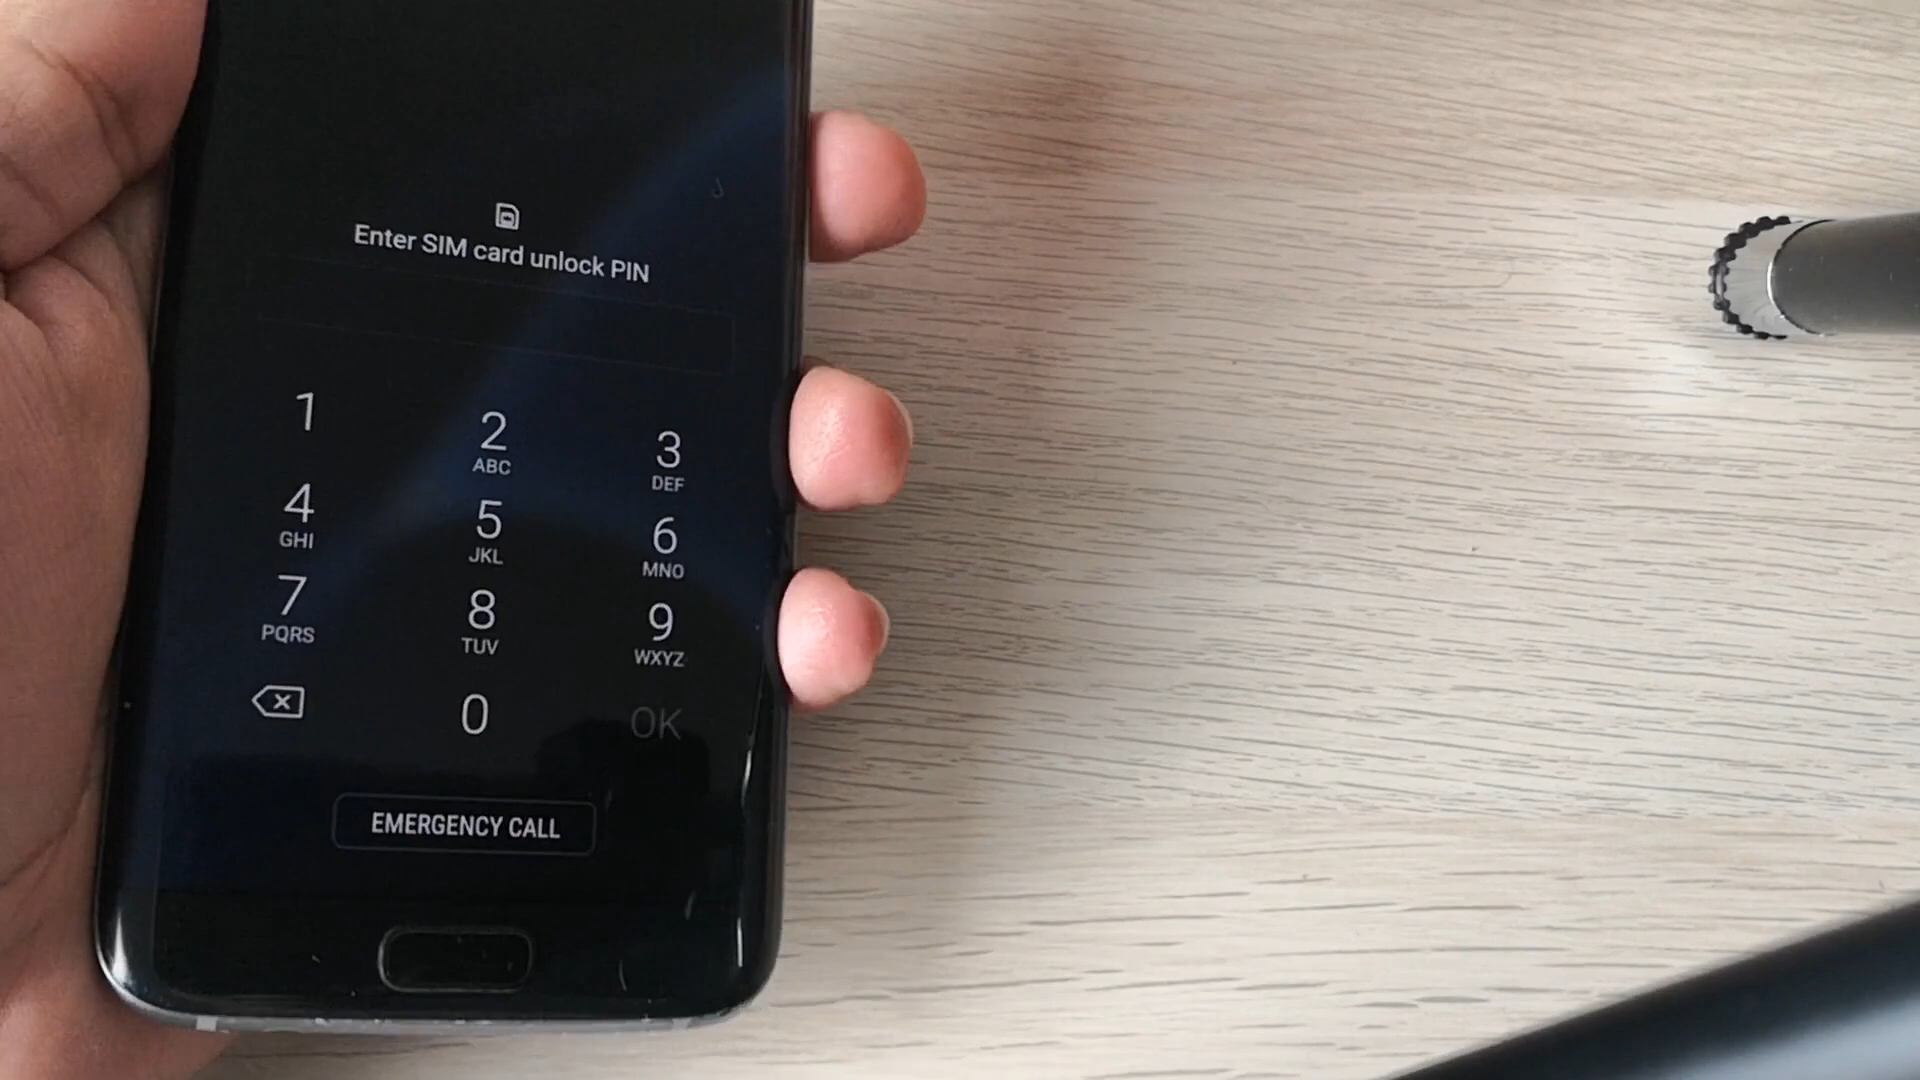 Enter SIM card unlock PIN
1
2
ABC
3
DEF
4
GHI
5
JKL
6
MNO
7
PQRS
8
TUV
9
WXYZ
0
OK
EMERGENCY CALL